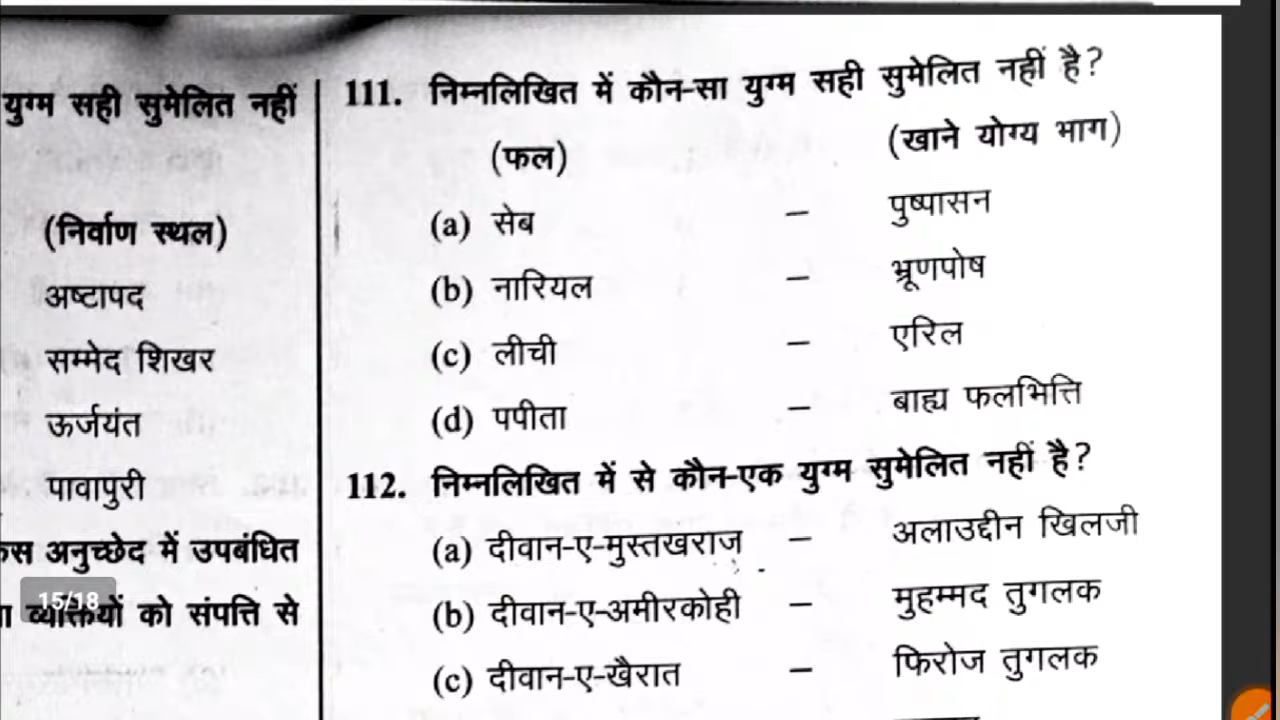 युग्म सही सुमेलित नहीं
(निर्वाण स्थल)
अष्टापद
सम्मेद शिखर
ऊर्जयंत
पावापुरी
अनुच्छेद में उपबंधित
व्यक्तियों को संपत्ति से
15/18
111. निम्नलिखित में कौन-सा युग्म सही सुमेलित नहीं है?
(फल) (खाने योग्य भाग)
(a) सेब – पुष्पासन
(b) नारियल – भ्रूणपोष
(c) लीची – एरिल
(d) पपीता – बाह्य फलभित्ति
112. निम्नलिखित में से कौन-एक युग्म सुमेलित नहीं है?
(a) दीवान-ए-मुस्तखराज – अलाउद्दीन खिलजी
(b) दीवान-ए-अमीरकोही – मुहम्मद तुगलक
(c) दीवान-ए-खैरात – फिरोज तुगलक